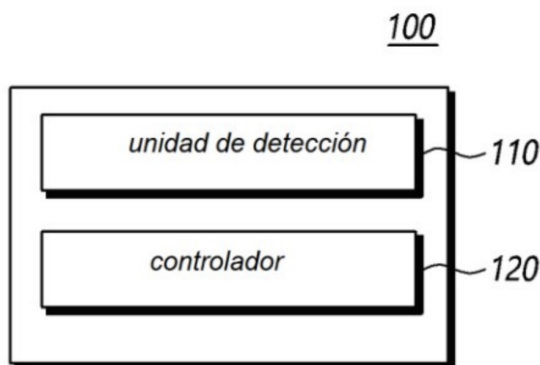 100
unidad de detección
110
controlador
120